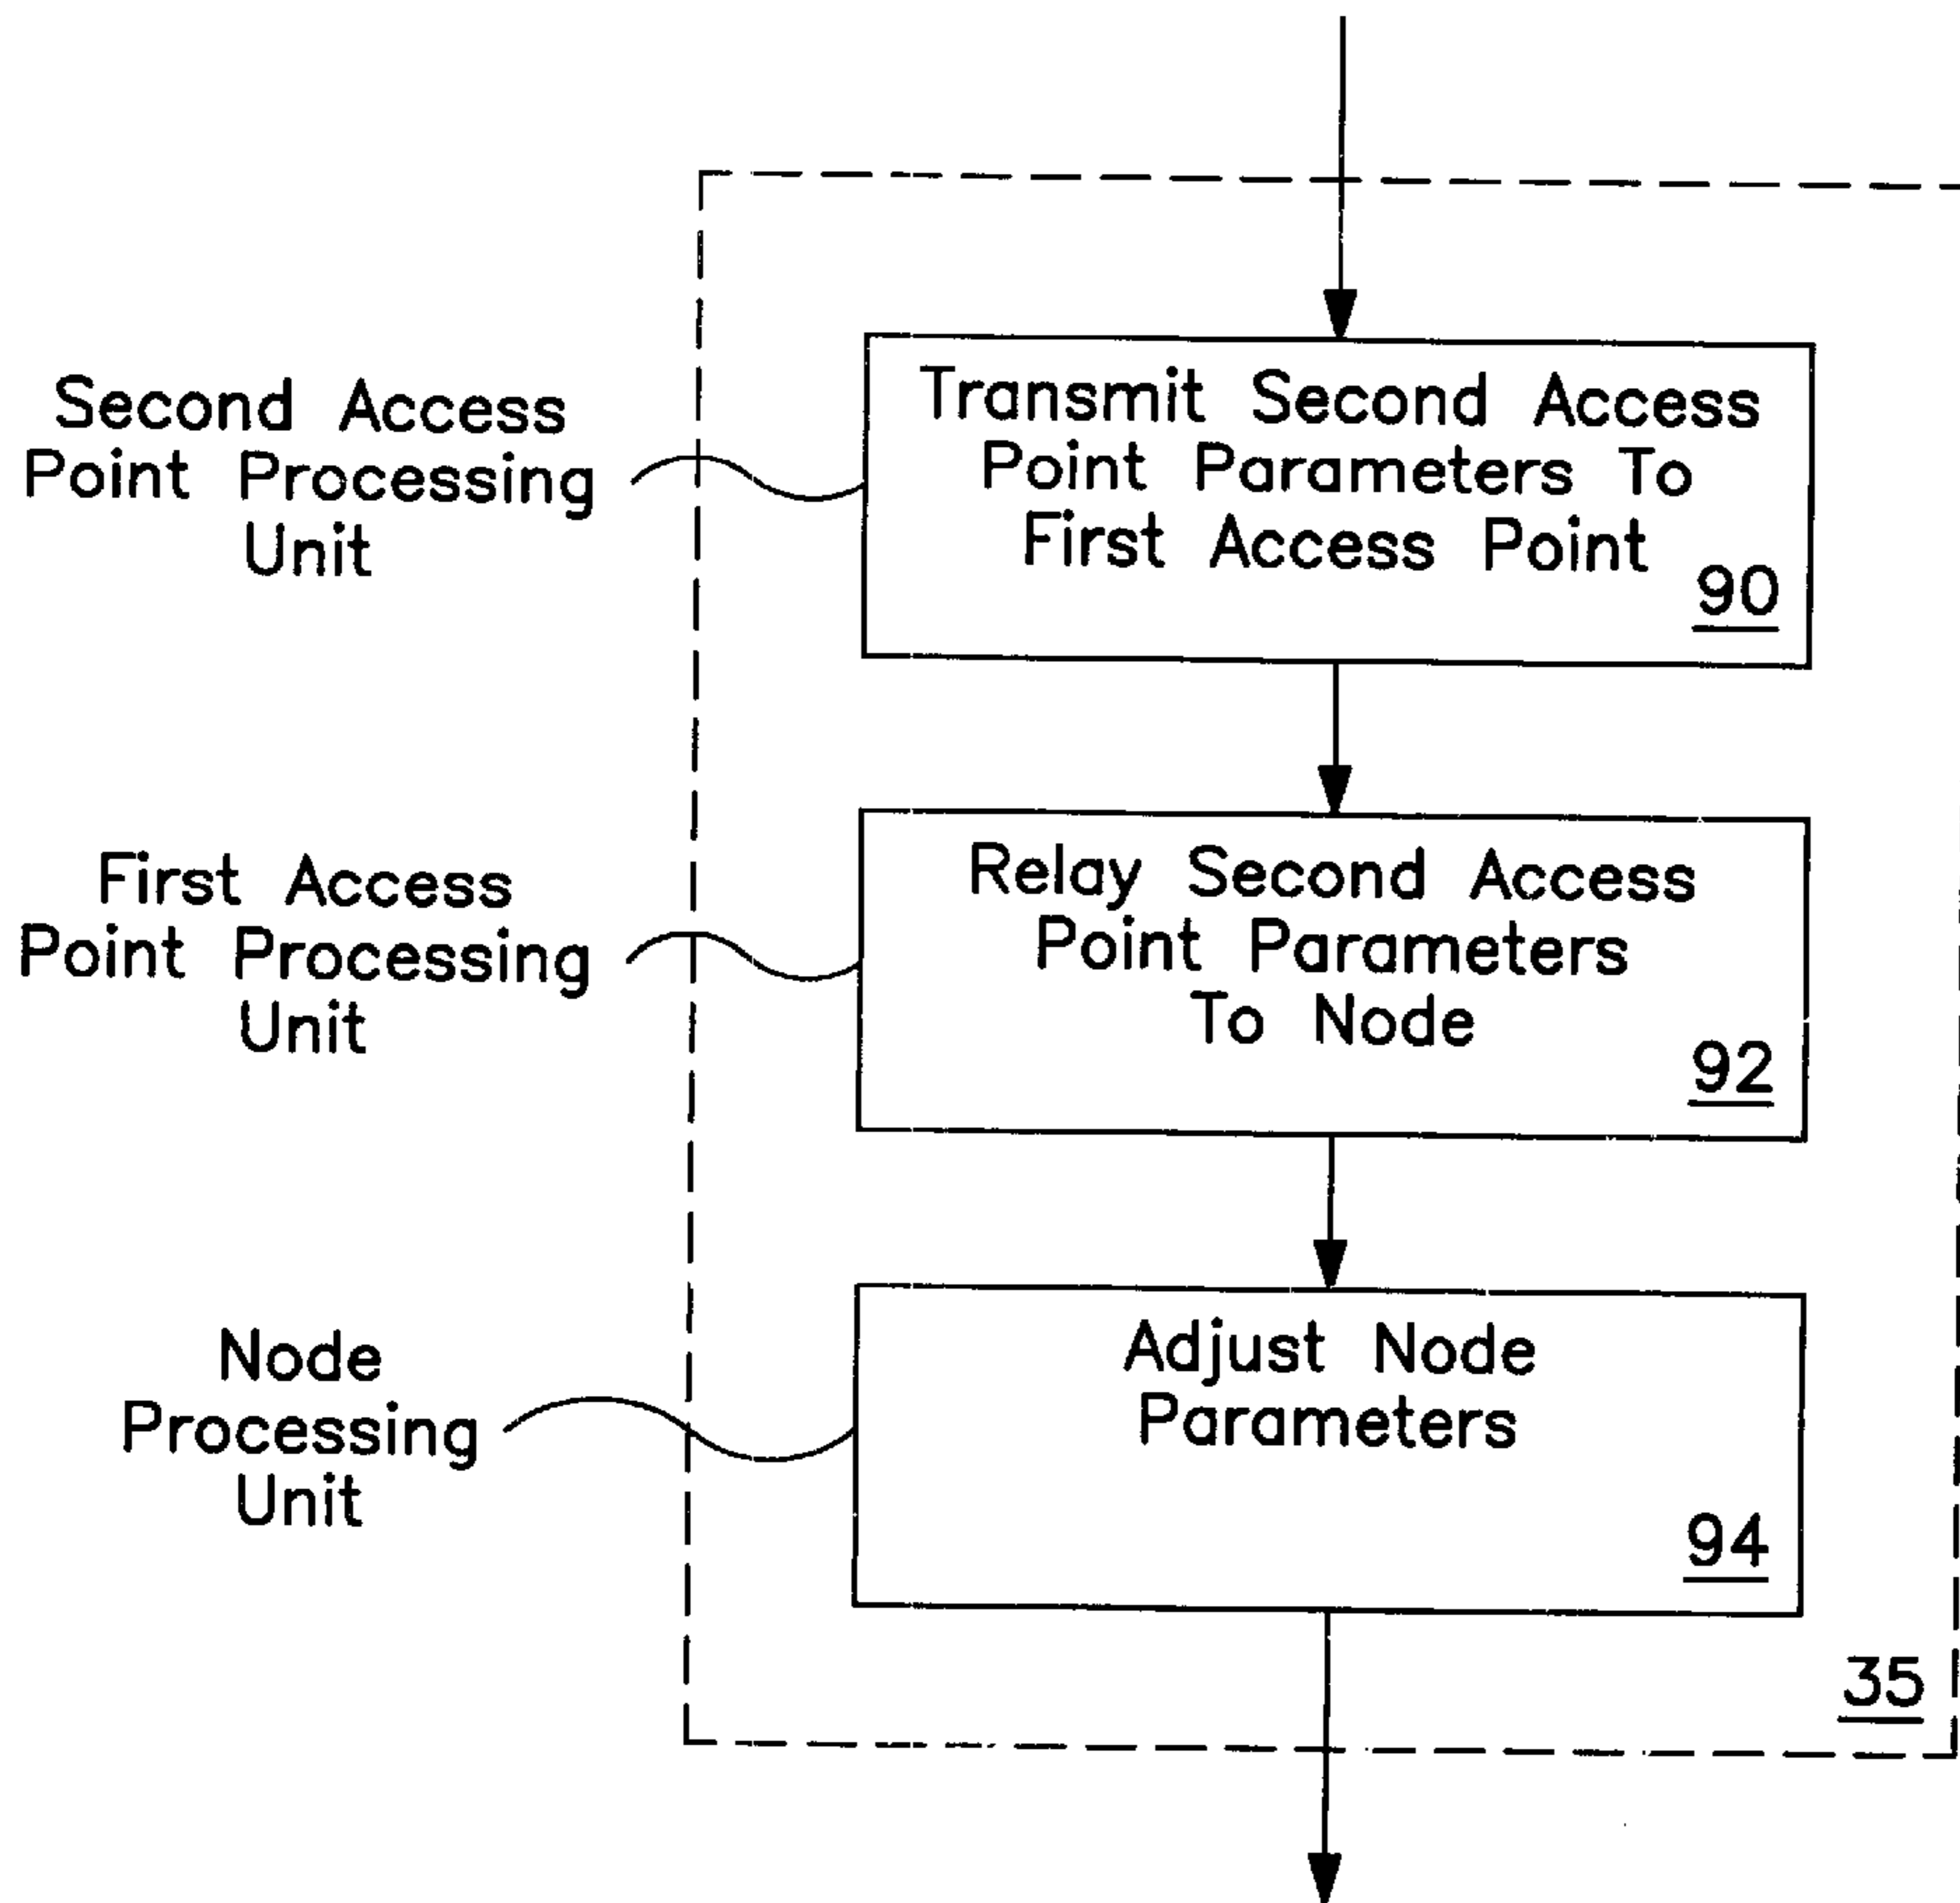 Second Access
Point Processing
Unit
Transmit Second Access
Point Parameters To
First Access Point
90
First Access
Point Processing
Unit
Relay Second Access
Point Parameters
To Node
92
Node
Processing
Unit
Adjust Node
Parameters
94
35